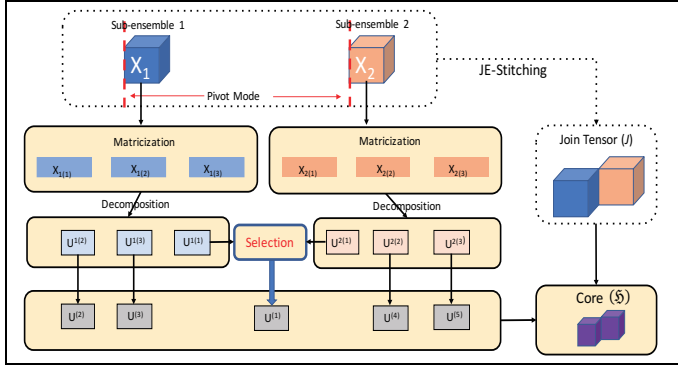 Sub-ensemble 1
Sub-ensemble 2
X1
X2
JE-Stitching
Pivot Mode
Matricization
Matricization
Join Tensor (J)
X1(1)
X1(2)
X1(3)
X2(1)
X2(2)
X2(3)
Decomposition
Decomposition
U1(2)
U1(3)
U1(1)
Selection
U2(1)
U2(2)
U2(3)
Core (ℌ)
U(2)
U(3)
U(1)
U(4)
U(5)